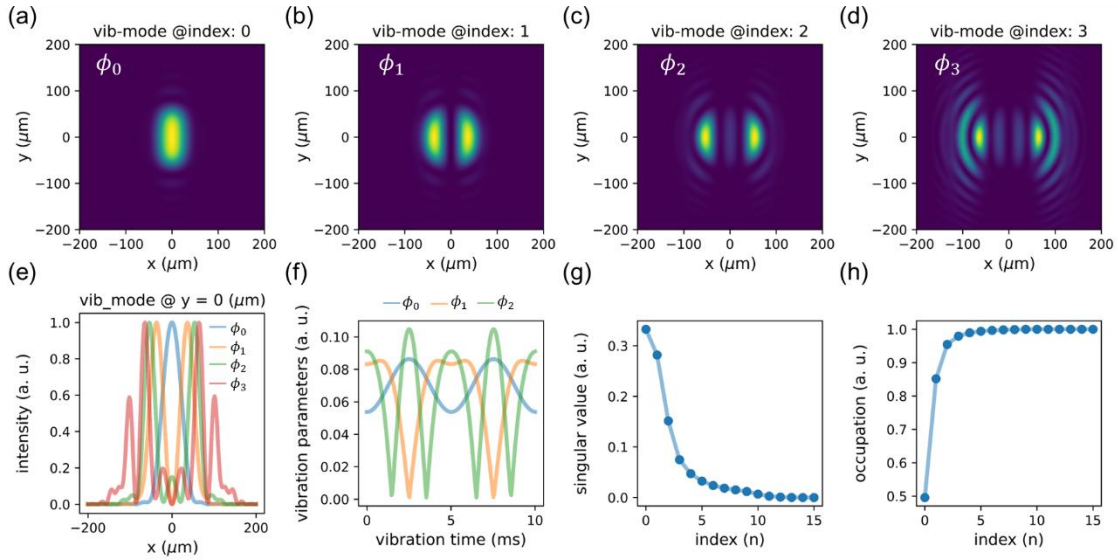 (a)
vib-mode @index: 0
ϕ₀
200
100
0
−100
−200
y (μm)
−200 −100 0 100 200
x (μm)
(b)
vib-mode @index: 1
ϕ₁
200
100
0
−100
−200
y (μm)
−200 −100 0 100 200
x (μm)
(c)
vib-mode @index: 2
ϕ₂
200
100
0
−100
−200
y (μm)
−200 −100 0 100 200
x (μm)
(d)
vib-mode @index: 3
ϕ₃
200
100
0
−100
−200
y (μm)
−200 −100 0 100 200
x (μm)
(e)
vib_mode @ y = 0 (μm)
ϕ₀
ϕ₁
ϕ₂
ϕ₃
1.0
0.8
0.6
0.4
0.2
0.0
intensity (a. u.)
−200 0 200
x (μm)
(f)
ϕ₀ ϕ₁ ϕ₂
0.10
0.08
0.06
0.04
0.02
0.00
vibration parameters (a. u.)
0 5 10
vibration time (ms)
(g)
0.3
0.2
0.1
0.0
singular value (a. u.)
0 5 10 15
index (n)
(h)
1.0
0.9
0.8
0.7
0.6
0.5
occupation (a. u.)
0 5 10 15
index (n)